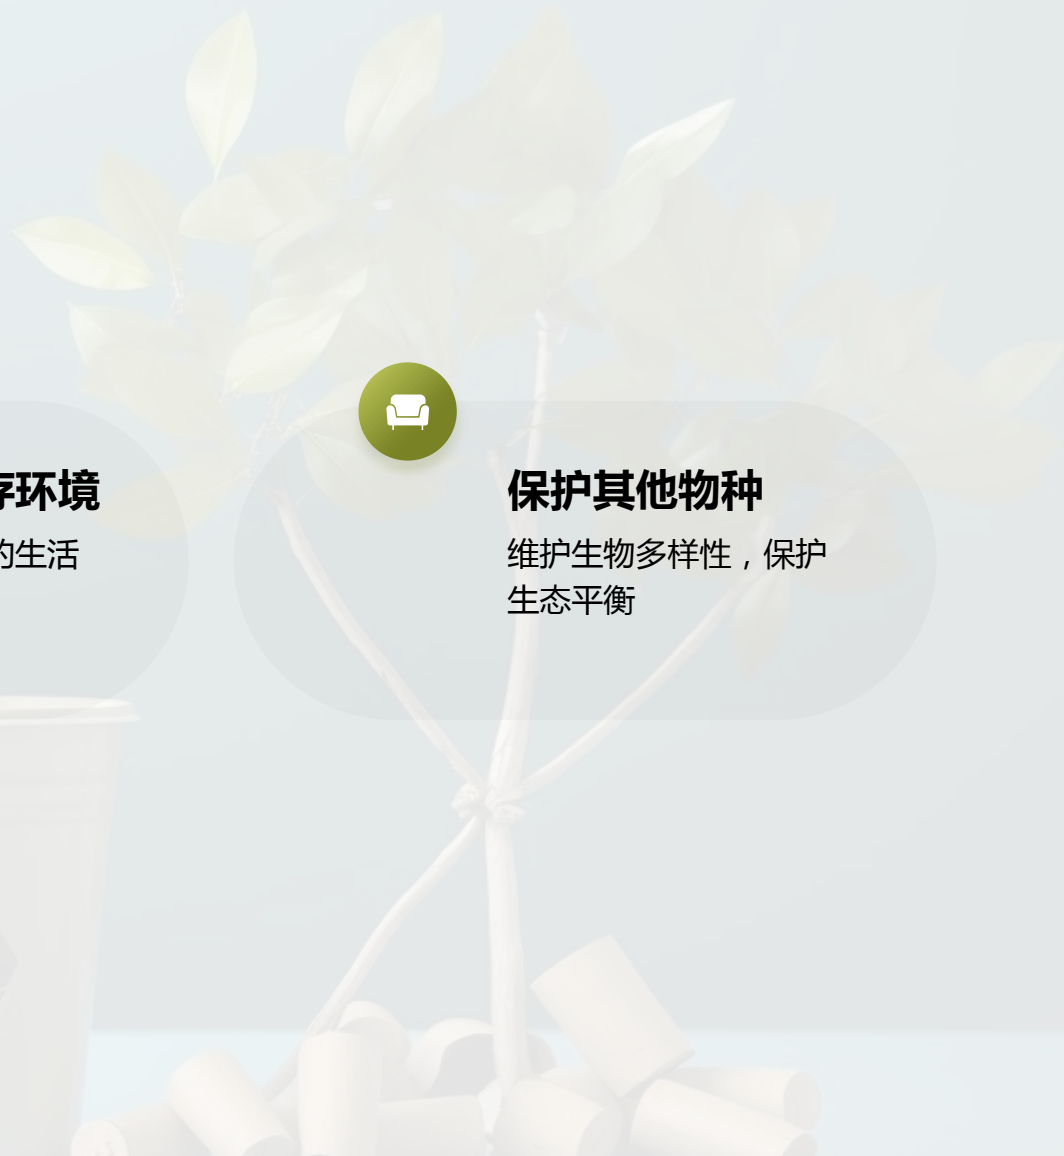 存环境
的生活
保护其他物种
维护生物多样性，保护
生态平衡